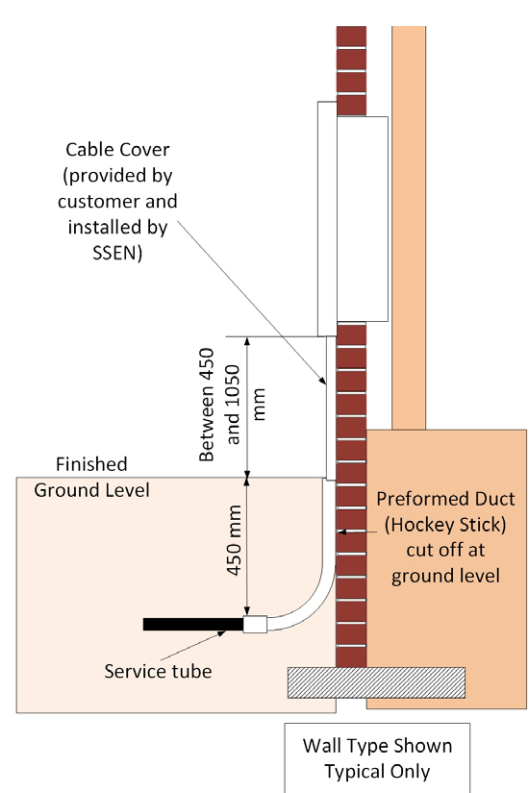 Cable Cover
(provided by
customer and
installed by
SSEN)
Between 450
and 1050
mm
Finished
Ground Level
450 mm
Preformed Duct
(Hockey Stick)
cut off at
ground level
Service tube
Wall Type Shown
Typical Only